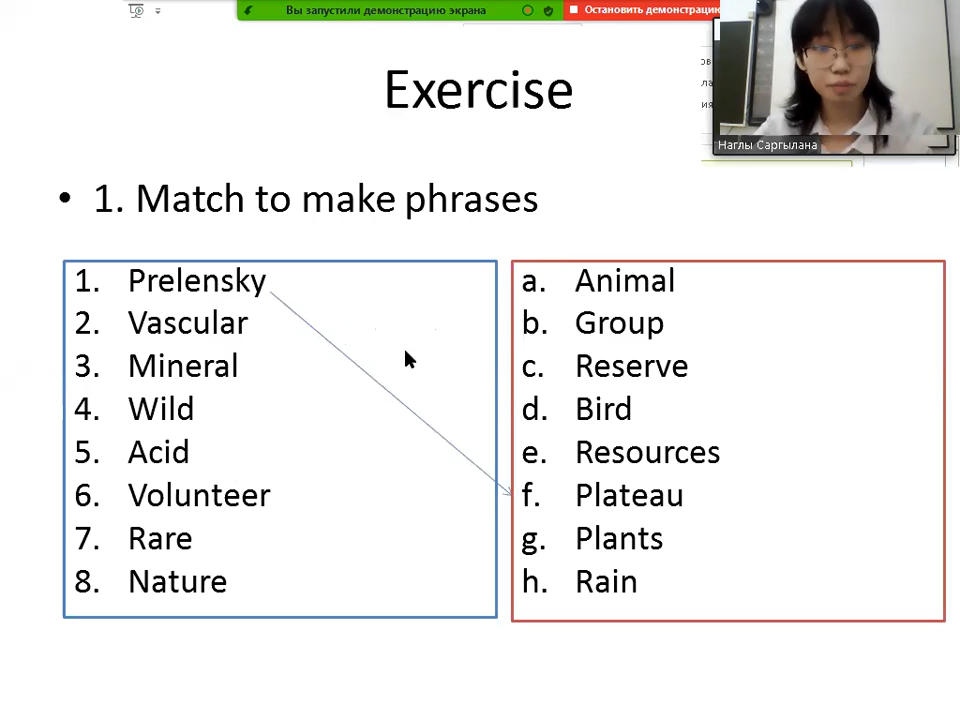 Вы запустили демонстрацию экрана
Остановить демонстрацию
Exercise
Наглы Саргылана
• 1. Match to make phrases
1. Prelensky
2. Vascular
3. Mineral
4. Wild
5. Acid
6. Volunteer
7. Rare
8. Nature
a. Animal
b. Group
c. Reserve
d. Bird
e. Resources
f. Plateau
g. Plants
h. Rain